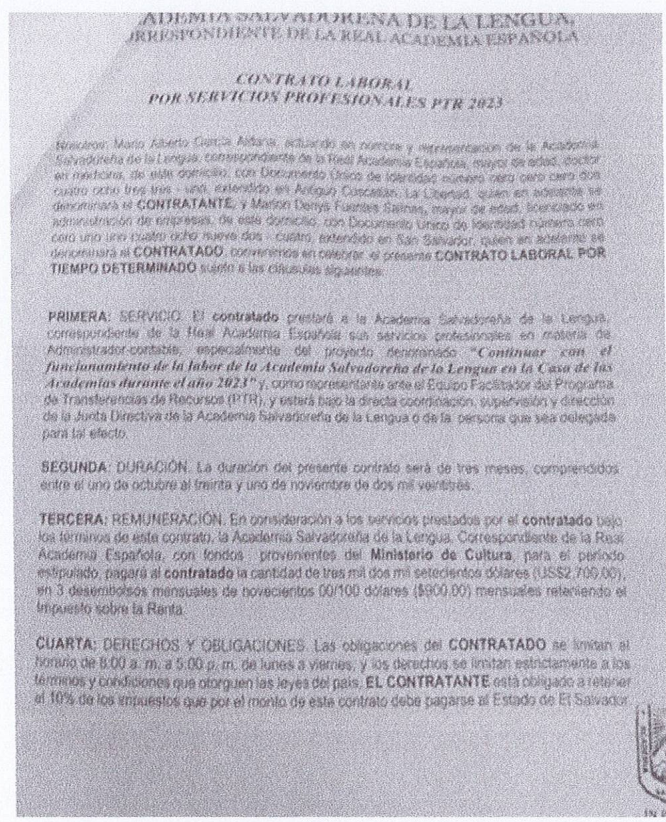 ADEMIA SALVADOREÑA DE LA LENGUA,
ORRESPONDIENTE DE LA REAL ACADEMIA ESPAÑOLA
CONTRATO LABORAL
POR SERVICIOS PROFESIONALES PTR 2023
Nosotros: Mario Alberto García Aldana, actuando en nombre y representación de la Academia
Salvadoreña de la Lengua, correspondiente de la Real Academia Española, mayor de edad, doctor
en medicina, de este domicilio, con Documento Único de Identidad número cero cero cero dos
cuatro ocho tres tres - uno, extendido en Antiguo Cuscatlán, La Libertad, quien en adelante se
denominará el CONTRATANTE, y Marlon Denys Fuentes Salinas, mayor de edad, licenciado en
administración de empresas, de este domicilio, con Documento Único de Identidad número cero
cero uno uno cuatro ocho nueve dos - cuatro, extendido en San Salvador, quien en adelante se
denominará el CONTRATADO, convenimos en celebrar el presente CONTRATO LABORAL POR
TIEMPO DETERMINADO sujeto a las cláusulas siguientes:
PRIMERA: SERVICIO. El contratado prestará a la Academia Salvadoreña de la Lengua,
correspondiente de la Real Academia Española sus servicios profesionales en materia de
Administrador-contable, especialmente del proyecto denominado "Continuar con el
funcionamiento de la labor de la Academia Salvadoreña de la Lengua en la Casa de las
Academias durante el año 2023" y, como representante ante el Equipo Facilitador del Programa
de Transferencias de Recursos (PTR), y estará bajo la directa coordinación, supervisión y dirección
de la Junta Directiva de la Academia Salvadoreña de la Lengua o de la persona que sea delegada
para tal efecto.
SEGUNDA: DURACIÓN. La duración del presente contrato será de tres meses, comprendidos
entre el uno de octubre al treinta y uno de noviembre de dos mil veintitrés.
TERCERA: REMUNERACIÓN. En consideración a los servicios prestados por el contratado bajo
los términos de este contrato, la Academia Salvadoreña de la Lengua, Correspondiente de la Real
Academia Española, con fondos provenientes del Ministerio de Cultura, para el período
estipulado, pagará al contratado la cantidad de tres mil dos mil setecientos dólares (US$2,700.00),
en 3 desembolsos mensuales de novecientos 00/100 dólares ($900.00) mensuales reteniendo el
Impuesto sobre la Renta.
CUARTA: DERECHOS Y OBLIGACIONES. Las obligaciones del CONTRATADO se limitan al
horario de 8:00 a. m. a 5:00 p. m. de lunes a viernes, y los derechos se limitan estrictamente a los
términos y condiciones que otorguen las leyes del país. EL CONTRATANTE está obligado a retener
el 10% de los impuestos que por el monto de este contrato debe pagarse al Estado de El Salvador.
ACADEMIA